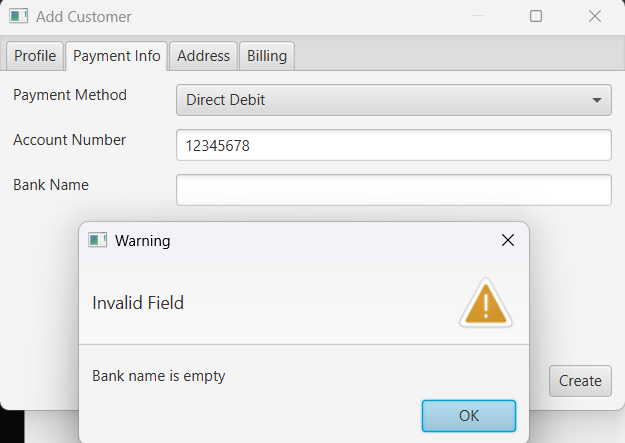 Add Customer
Profile Payment Info Address Billing
Payment Method Direct Debit
Account Number 12345678
Bank Name
Warning
Invalid Field
Bank name is empty
Create
OK